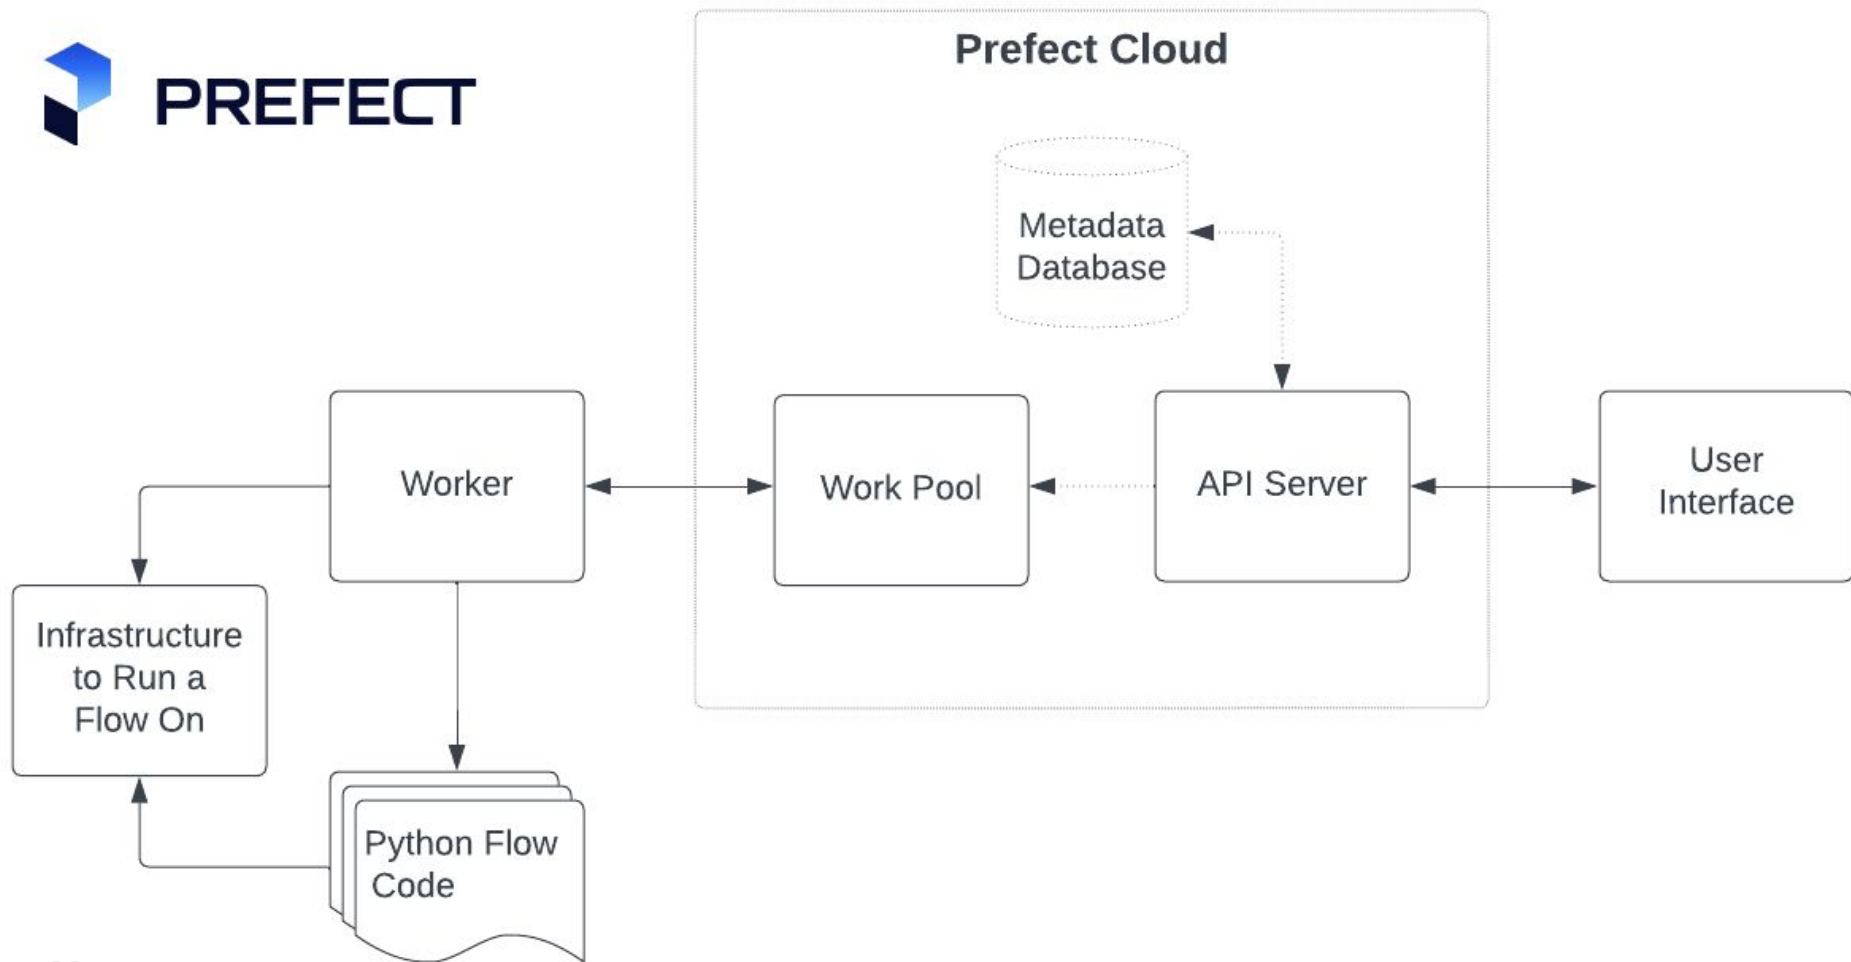 PREFECT
Prefect Cloud
Metadata
Database
Worker
Work Pool
API Server
User
Interface
Infrastructure
to Run a
Flow On
Python Flow
Code